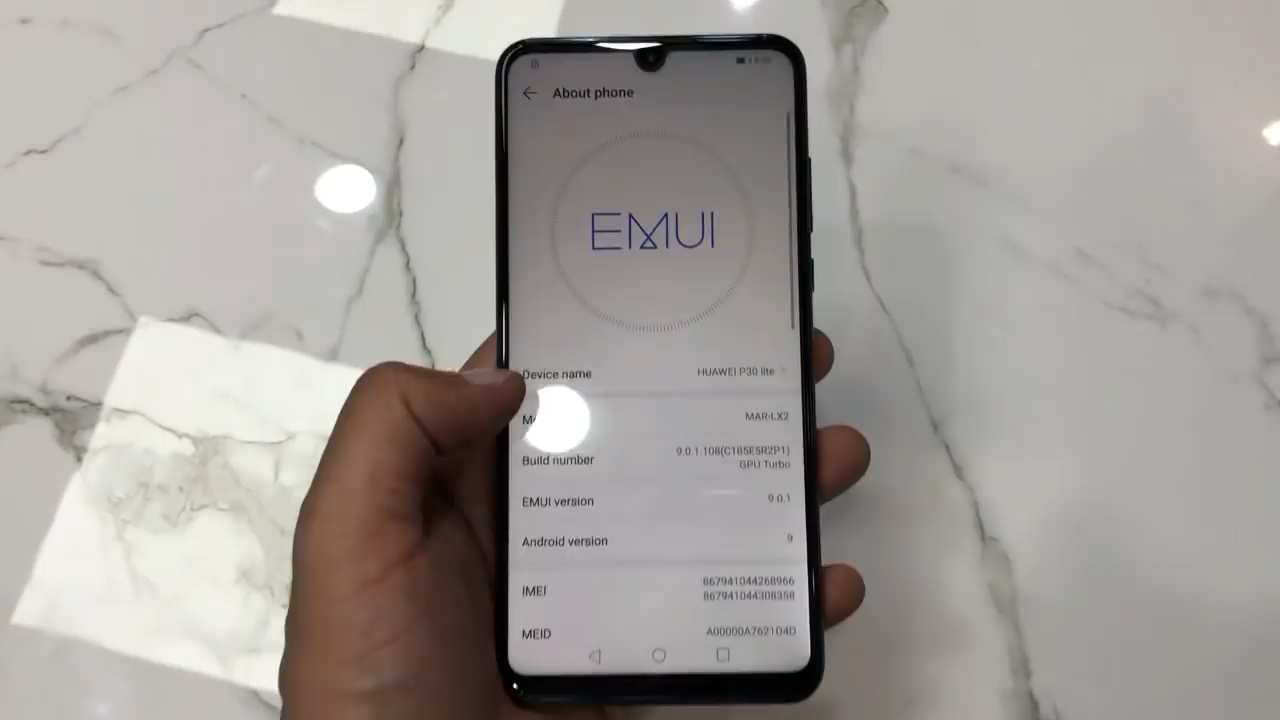 About phone
EMUI
Device name HUAWEI P30 lite
MAR-LX2
Build number 9.0.1.108(C185E5R2P1)
GPU Turbo
EMUI version 9.0.1
Android version 9
IMEI 867941044268966
867941044308358
MEID A00000A7621D4D